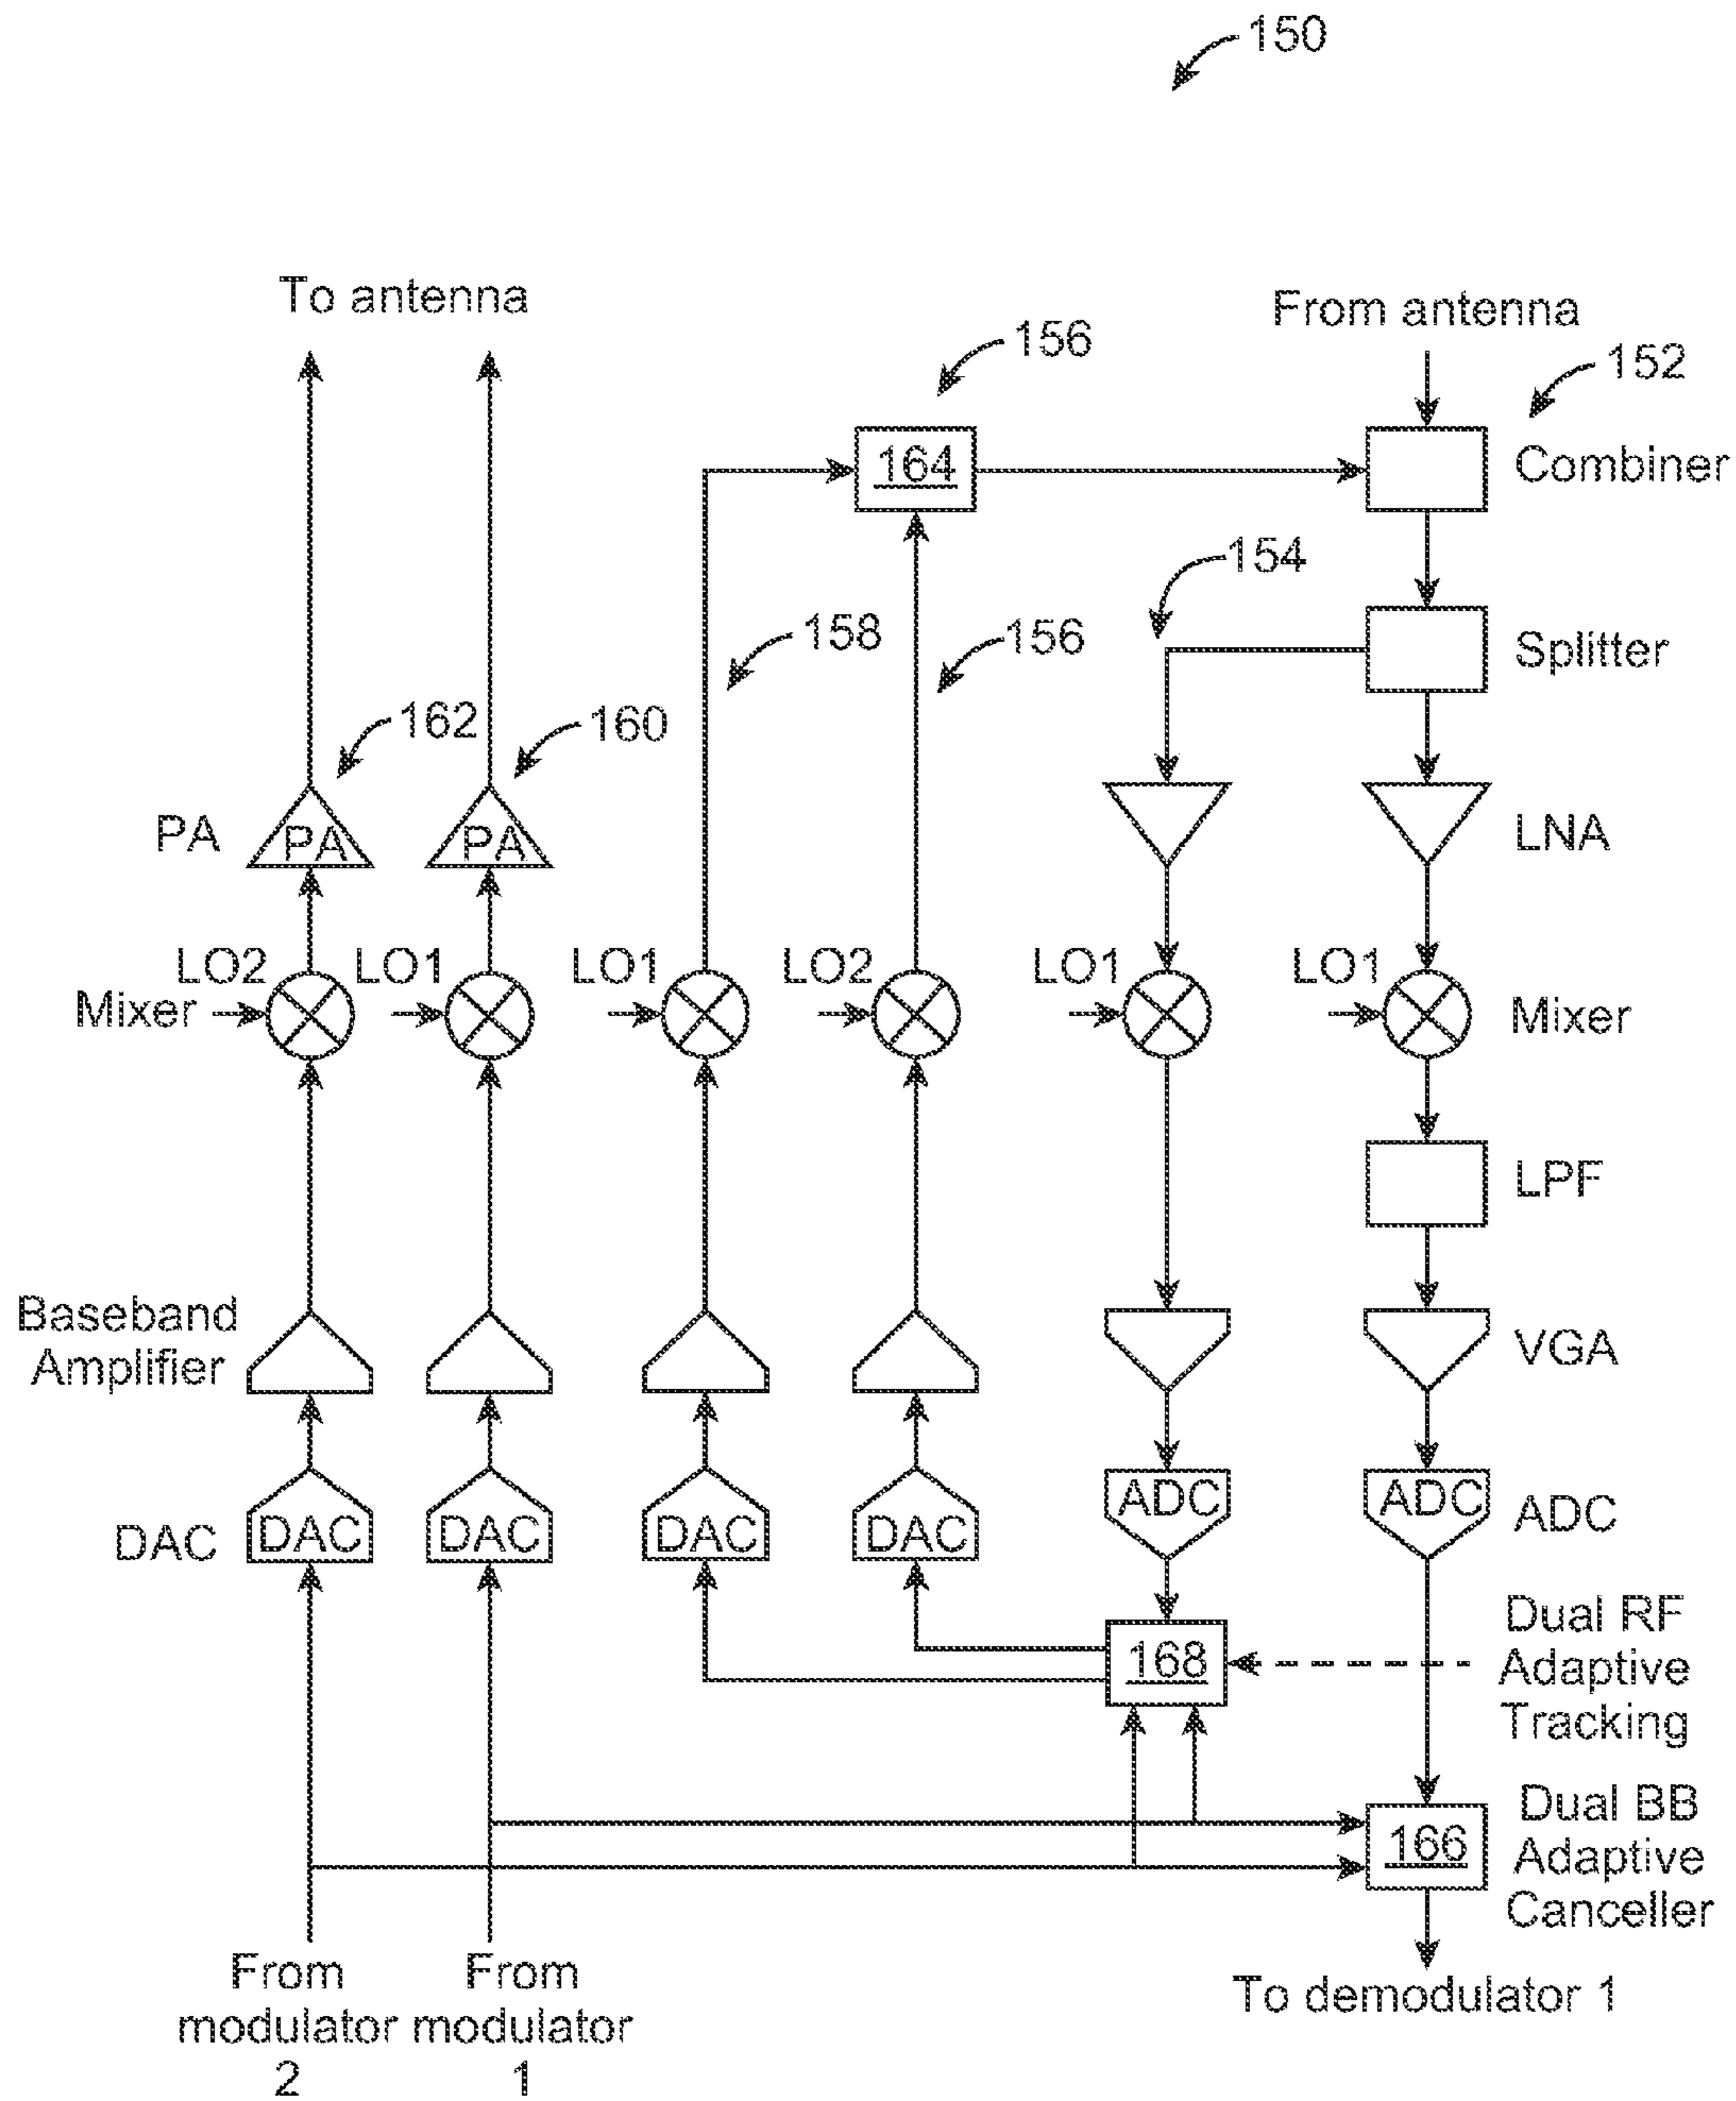 150
To antenna
From antenna
156
152
164
Combiner
154
158
156
Splitter
162
160
PA
PA
PA
LNA
LO2
LO1
LO1
LO2
LO1
LO1
Mixer
Mixer
LPF
Baseband
Amplifier
VGA
DAC
DAC
DAC
DAC
DAC
ADC
ADC
ADC
Dual RF
Adaptive
Tracking
168
Dual BB
Adaptive
Canceller
166
From
modulator
2
From
modulator
1
To demodulator 1